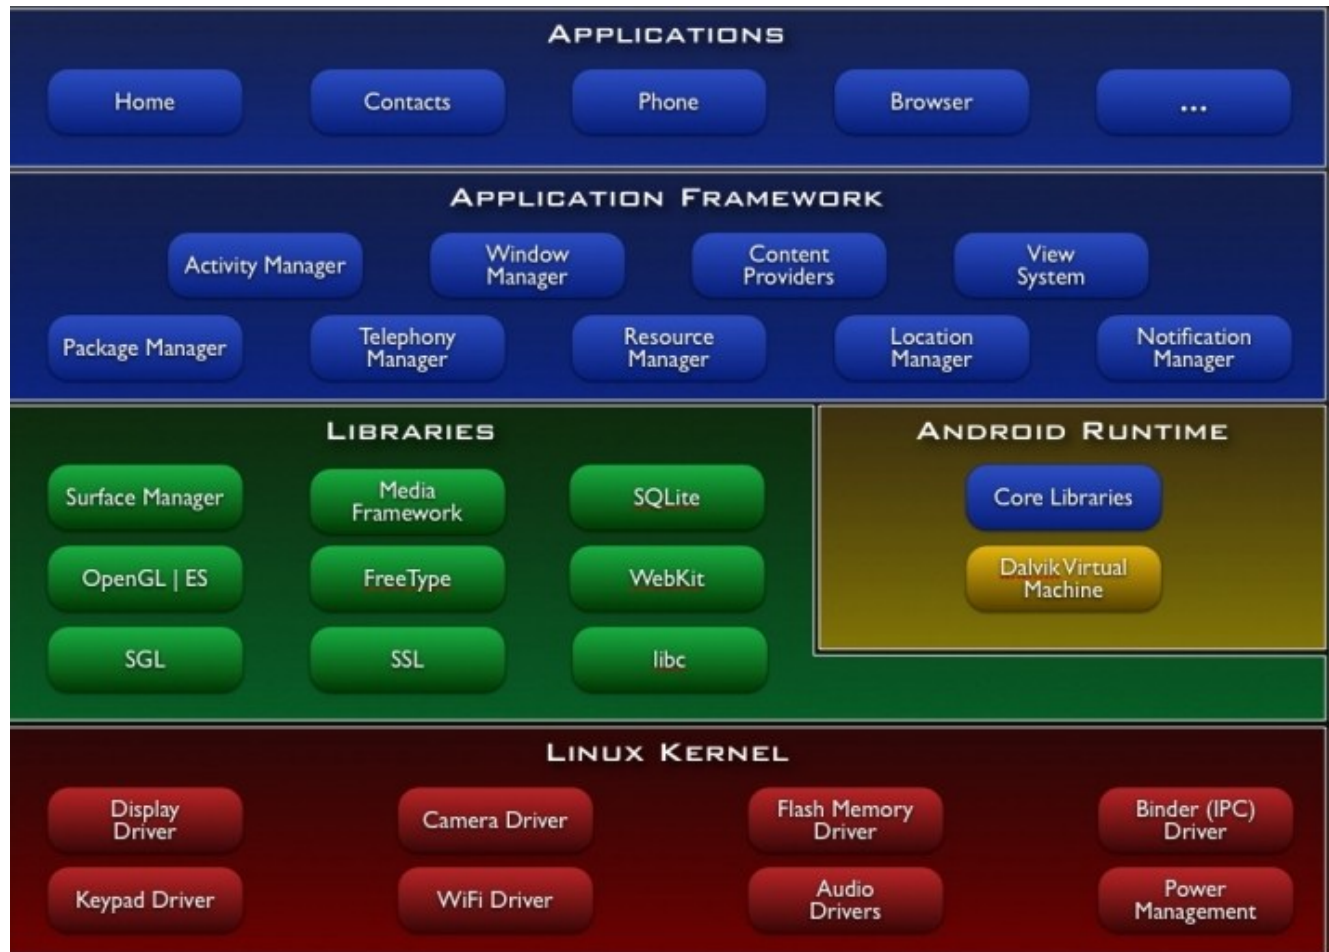 APPLICATIONS
Home
Contacts
Phone
Browser
...
APPLICATION FRAMEWORK
Activity Manager
Window
Manager
Content
Providers
View
System
Package Manager
Telephony
Manager
Resource
Manager
Location
Manager
Notification
Manager
LIBRARIES
Surface Manager
Media
Framework
SQLite
OpenGL | ES
FreeType
WebKit
SGL
SSL
libc
ANDROID RUNTIME
Core Libraries
Dalvik Virtual
Machine
LINUX KERNEL
Display
Driver
Camera Driver
Flash Memory
Driver
Binder (IPC)
Driver
Keypad Driver
WiFi Driver
Audio
Drivers
Power
Management